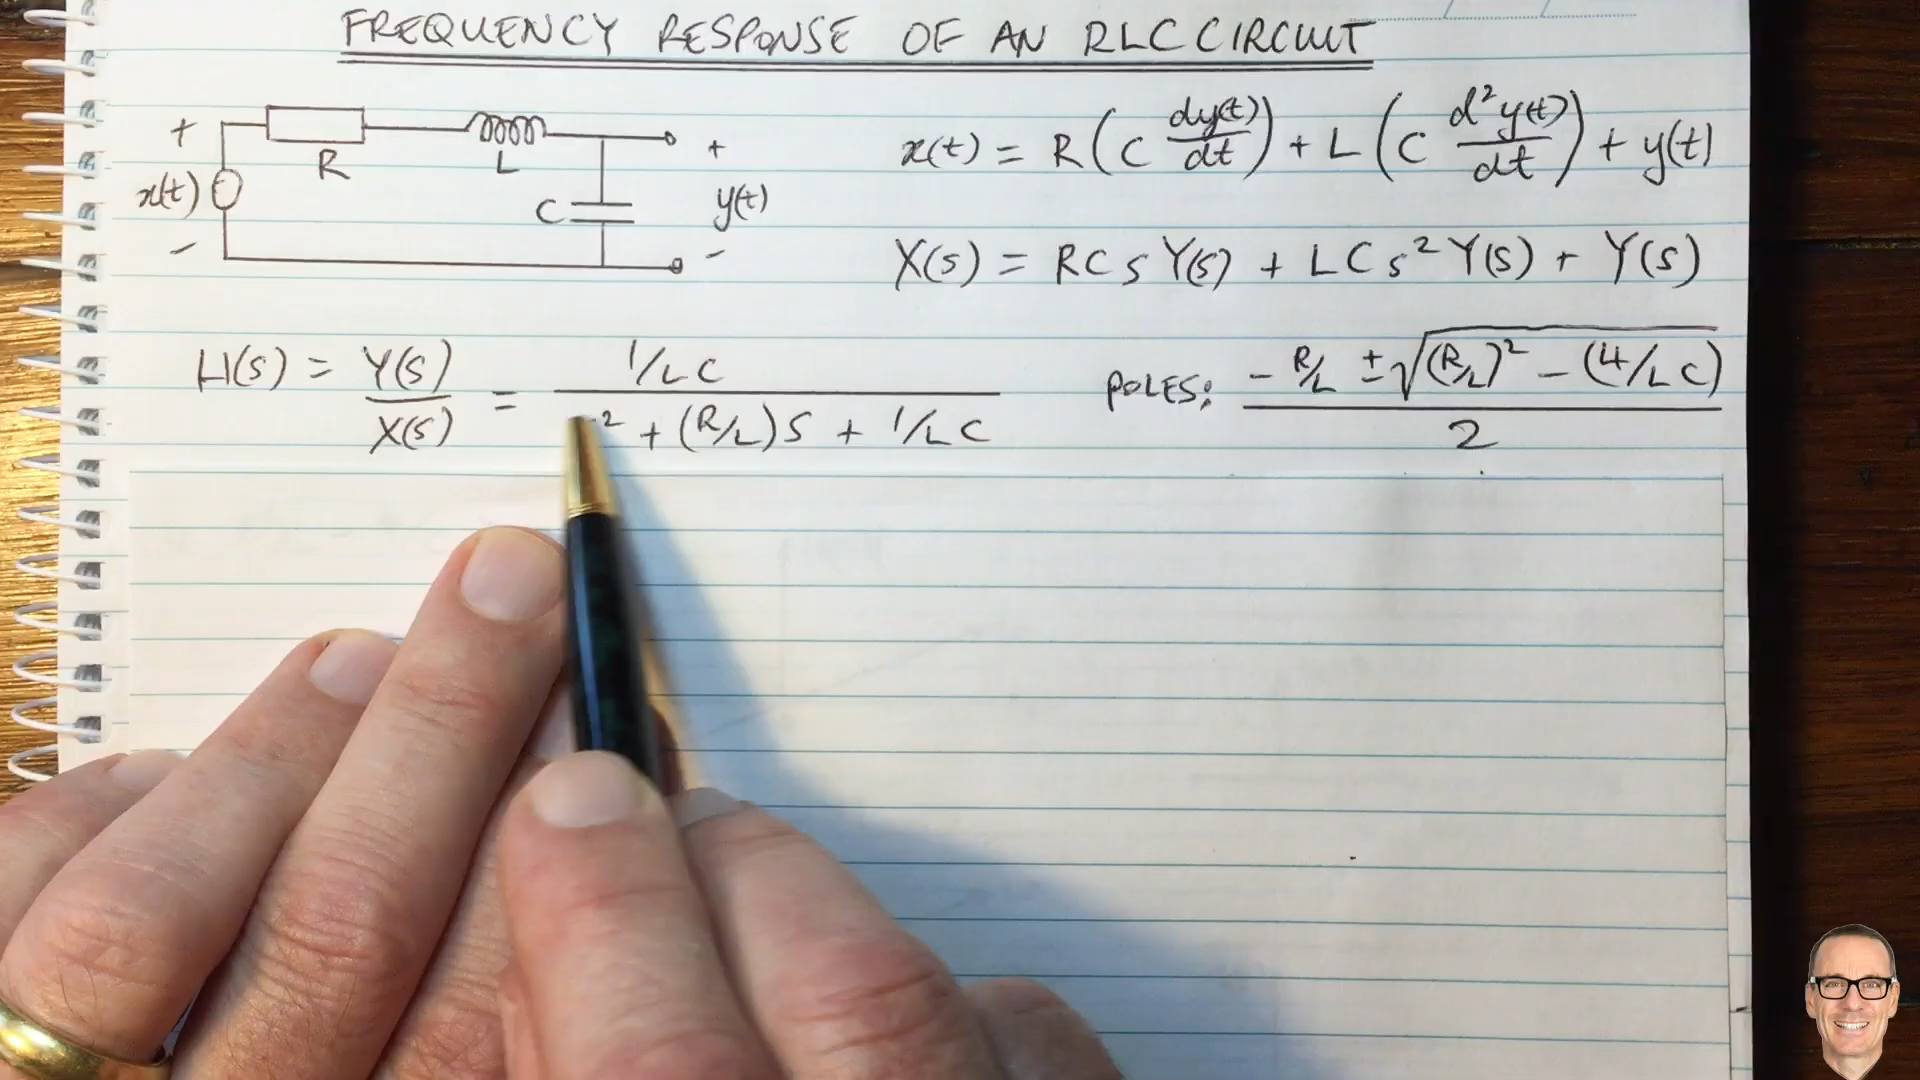 FREQUENCY RESPONSE OF AN RLC CIRCUIT
+ R L +
x(t) C y(t)
- -
x(t) = R(C dy(t)/dt) + L(C d²y(t)/dt) + y(t)
X(s) = RCsY(s) + LCs²Y(s) + Y(s)
H(s) = Y(s)/X(s) = 1/LC / ² + (R/L)s + 1/LC
POLES: -R/L ± √(R/L)² - (4/LC) / 2